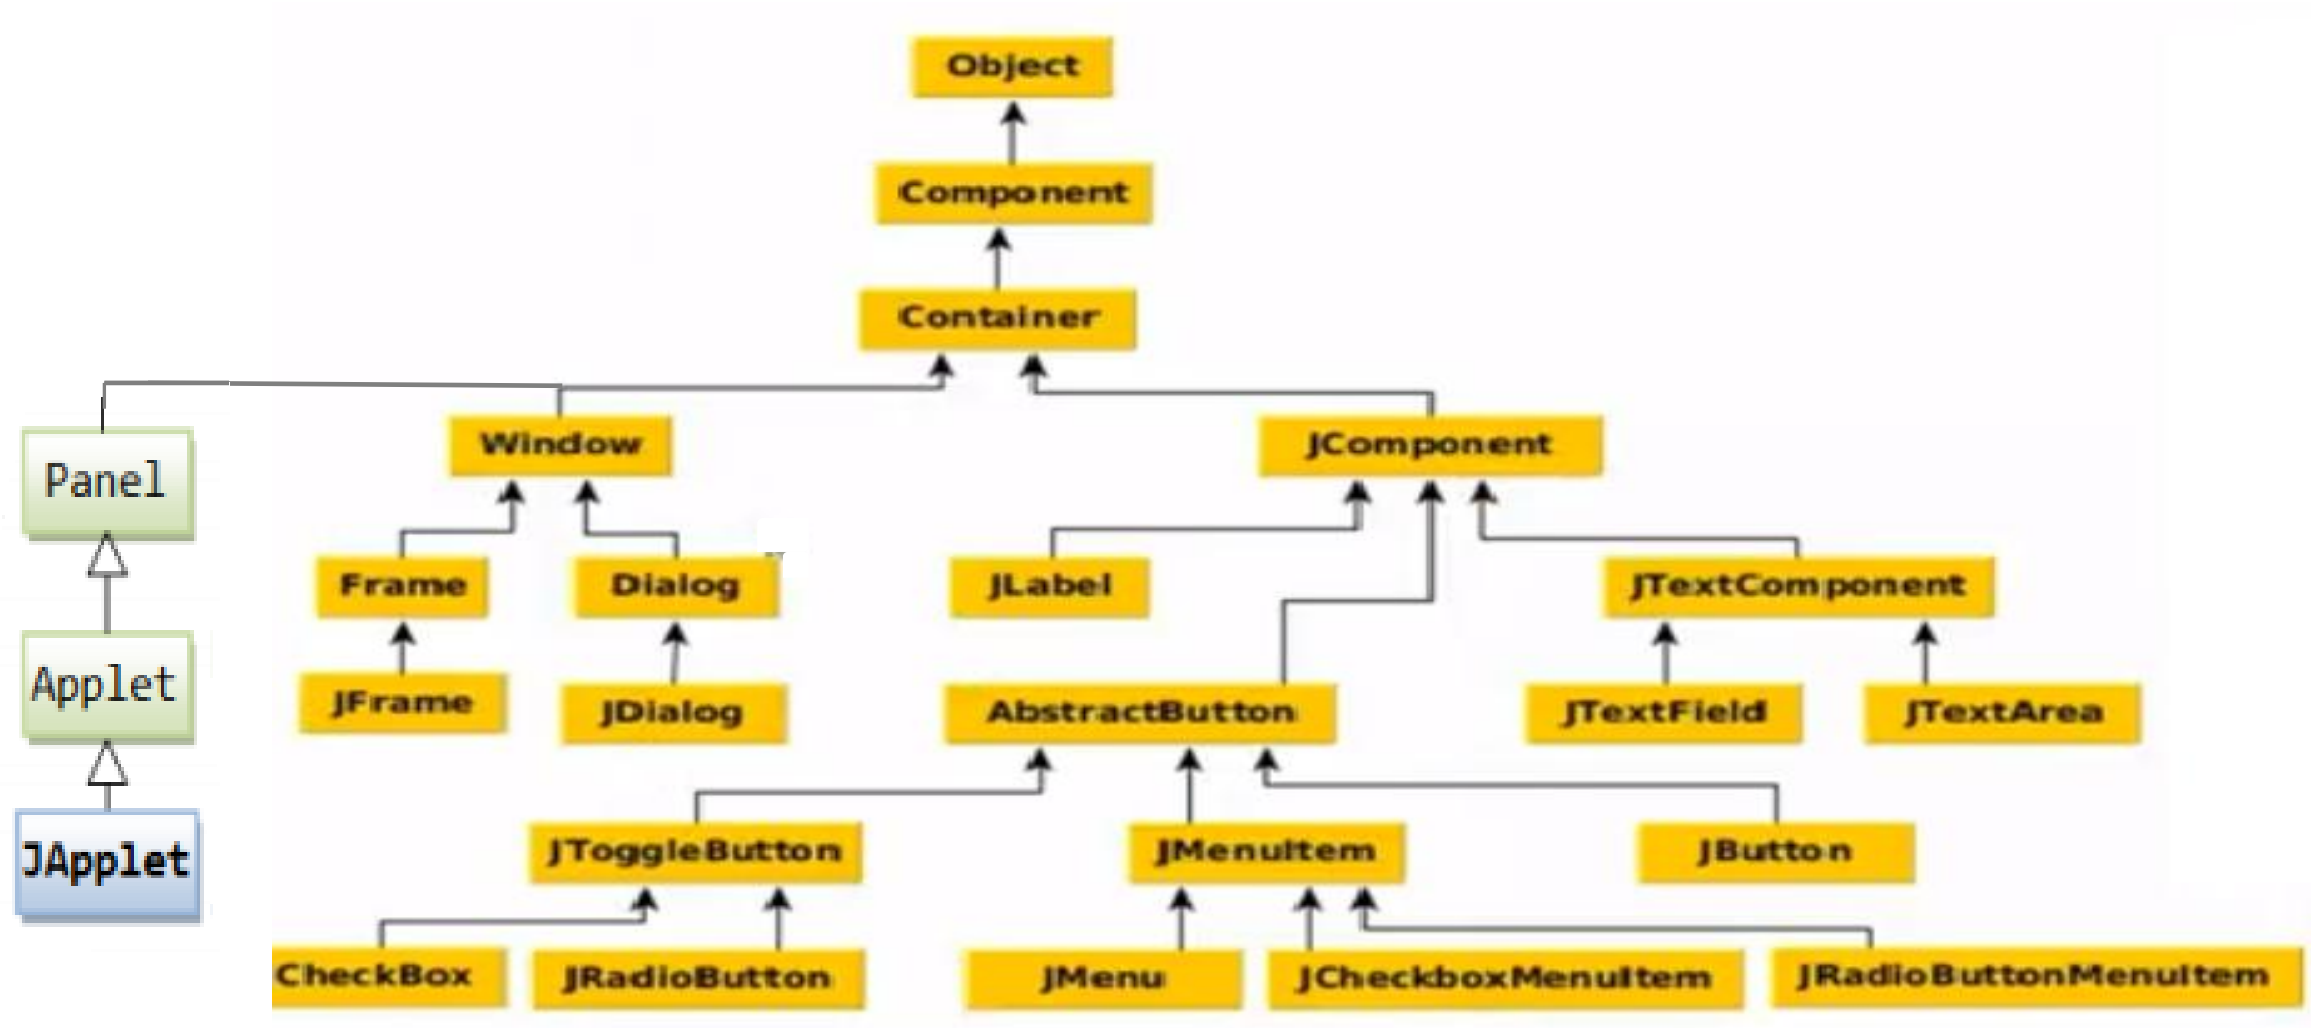 Object
Component
Container
Panel
Window
JComponent
Applet
Frame
Dialog
JLabel
JTextComponent
JFrame
JDialog
AbstractButton
JTextField
JTextArea
JApplet
JToggleButton
JMenuItem
JButton
CheckBox
JRadioButton
JMenu
JCheckboxMenuItem
JRadioButtonMenuItem